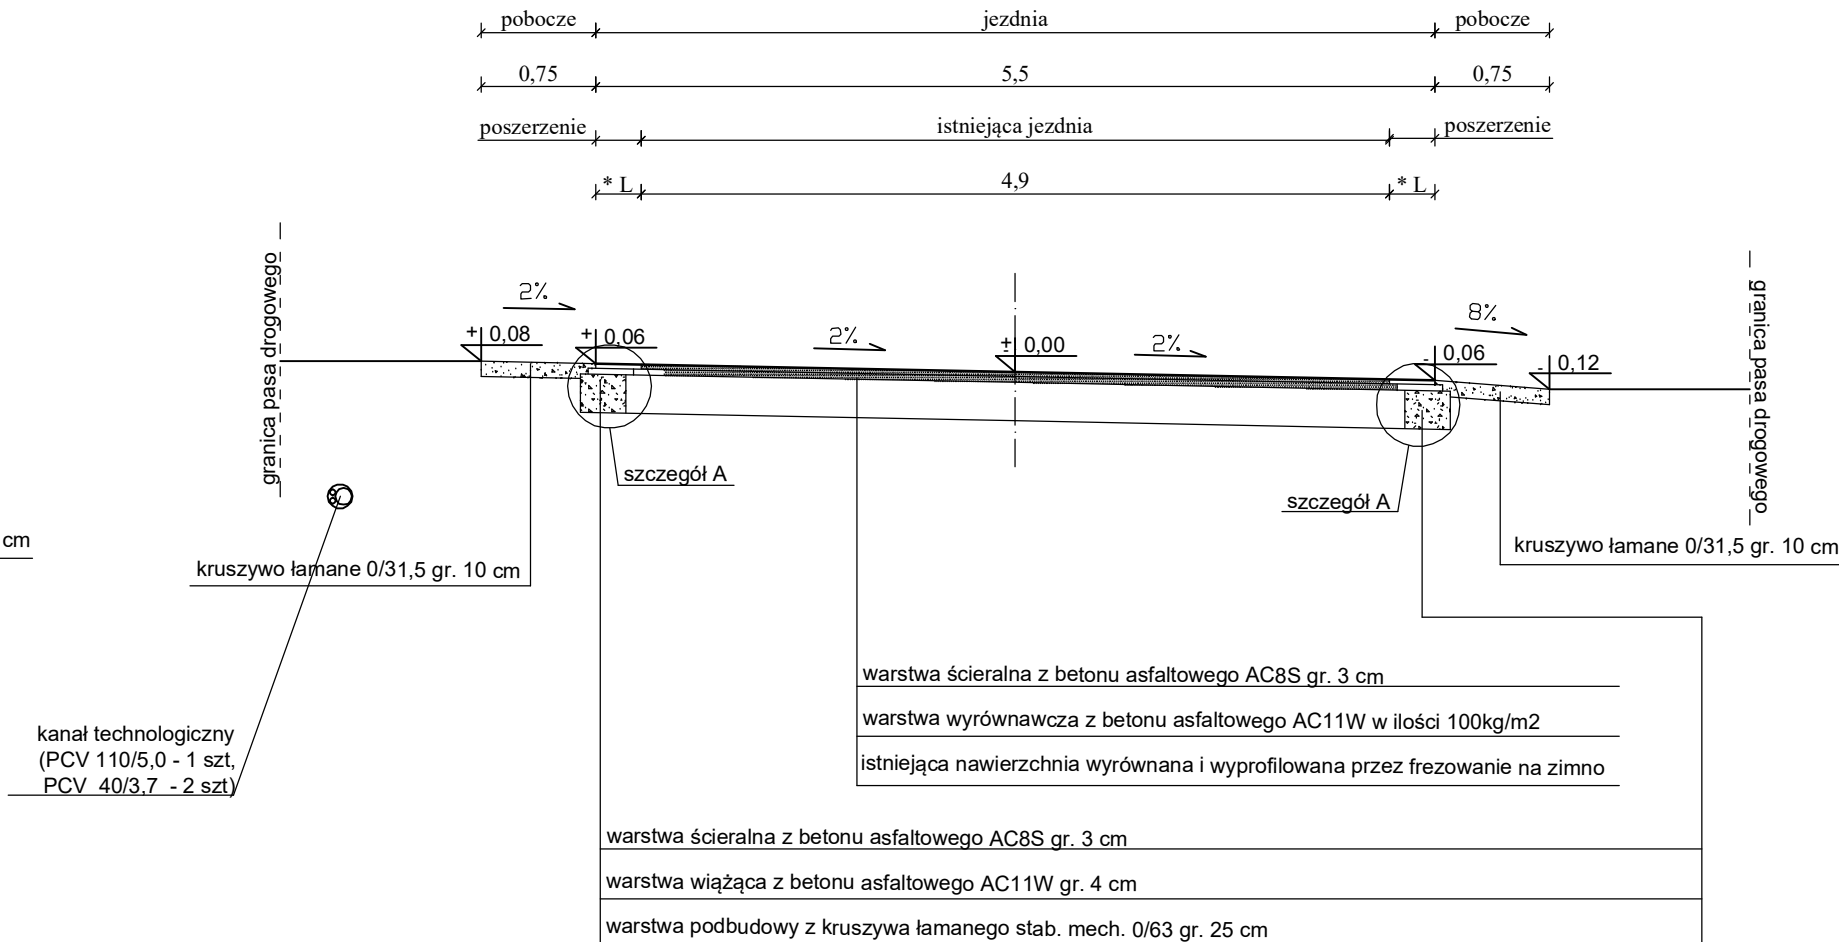 pobocze jezdnia pobocze
0,75 5,5 0,75
poszerzenie istniejąca jezdnia poszerzenie
* L 4,9 * L
granica pasa drogowego
granica pasa drogowego
2%
8%
+ 0,08
+ 0,06
2%
± 0,00
2%
- 0,06
- 0,12
szczegół A
szczegół A
cm
kruszywo łamane 0/31,5 gr. 10 cm
kruszywo łamane 0/31,5 gr. 10 cm
warstwa ścieralna z betonu asfaltowego AC8S gr. 3 cm
warstwa wyrównawcza z betonu asfaltowego AC11W w ilości 100kg/m2
istniejąca nawierzchnia wyrównana i wyprofilowana przez frezowanie na zimno
kanał technologiczny
(PCV 110/5,0 - 1 szt,
PCV 40/3,7 - 2 szt)
warstwa ścieralna z betonu asfaltowego AC8S gr. 3 cm
warstwa wiążąca z betonu asfaltowego AC11W gr. 4 cm
warstwa podbudowy z kruszywa łamanego stab. mech. 0/63 gr. 25 cm